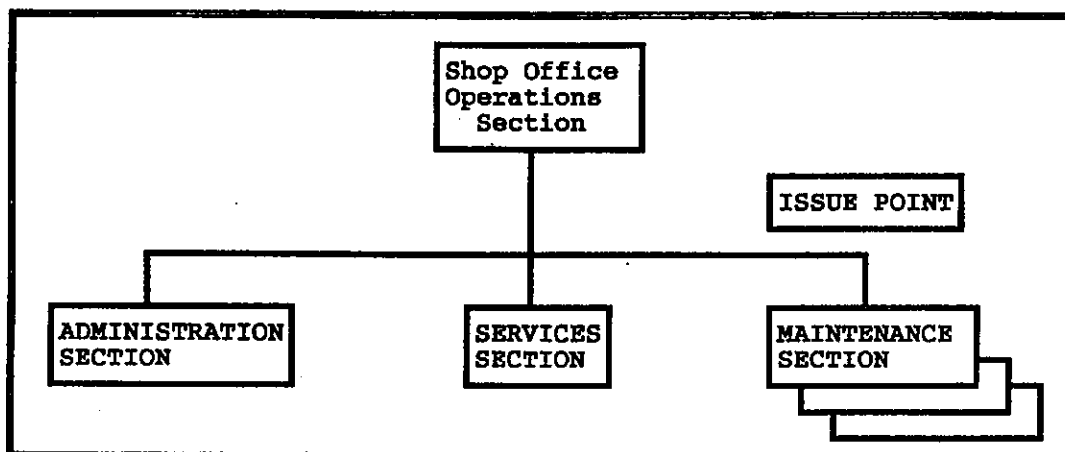 Shop Office
Operations
Section
ISSUE POINT
ADMINISTRATION
SECTION
SERVICES
SECTION
MAINTENANCE
SECTION